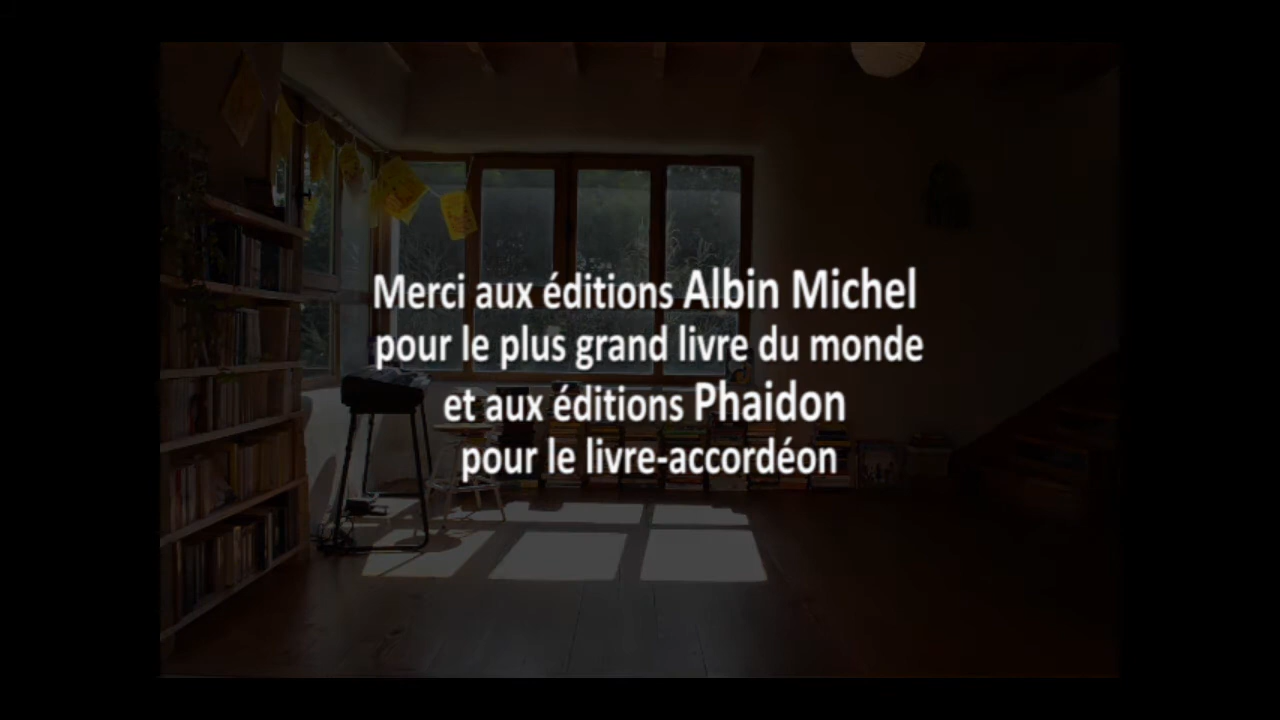 Merci aux éditions Albin Michel
pour le plus grand livre du monde
et aux éditions Phaidon
pour le livre-accordéon